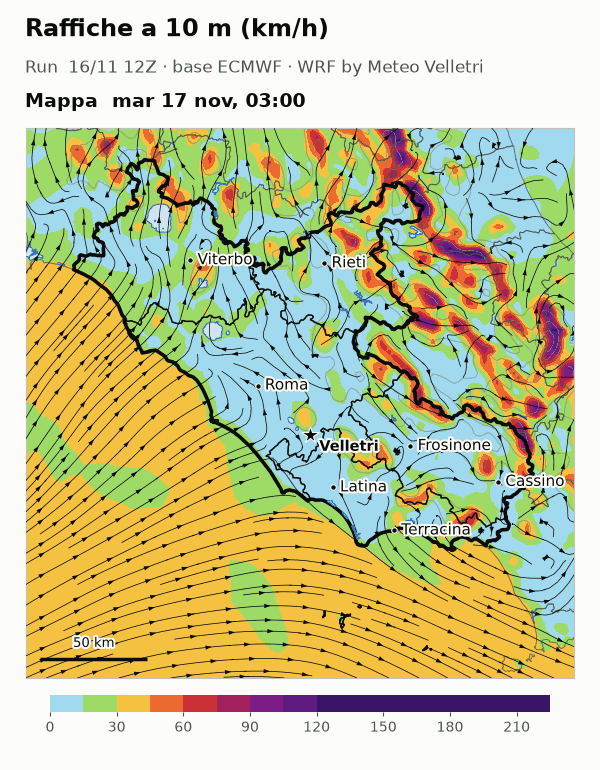 Raffiche a 10 m (km/h)
Run  16/11 12Z · base ECMWF · WRF by Meteo Velletri
Mappa  mar 17 nov, 03:00
Viterbo
Rieti
Roma
Velletri
Frosinone
Latina
Cassino
Terracina
50 km
0 30 60 90 120 150 180 210